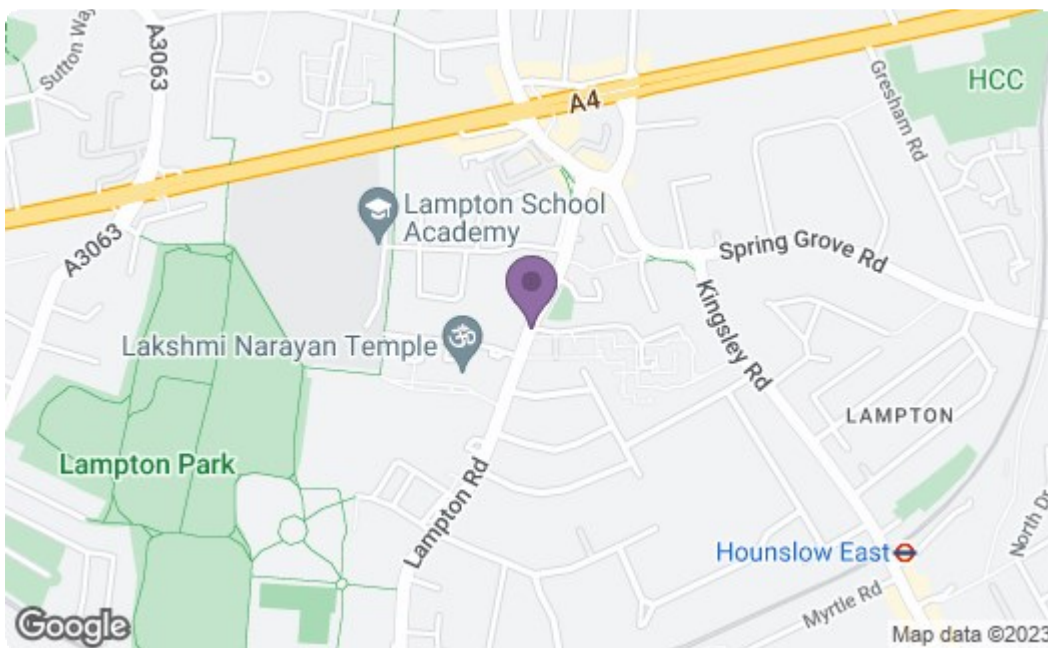 Sutton Way
A3063
A4
HCC
Gresham Rd
Lampton School
Academy
A3063
Spring Grove Rd
Kingsley Rd
Lakshmi Narayan Temple
ॐ
LAMPTON
Lampton Park
Lampton Rd
Hounslow East
North Dr
Myrtle Rd
Google
Map data ©2023